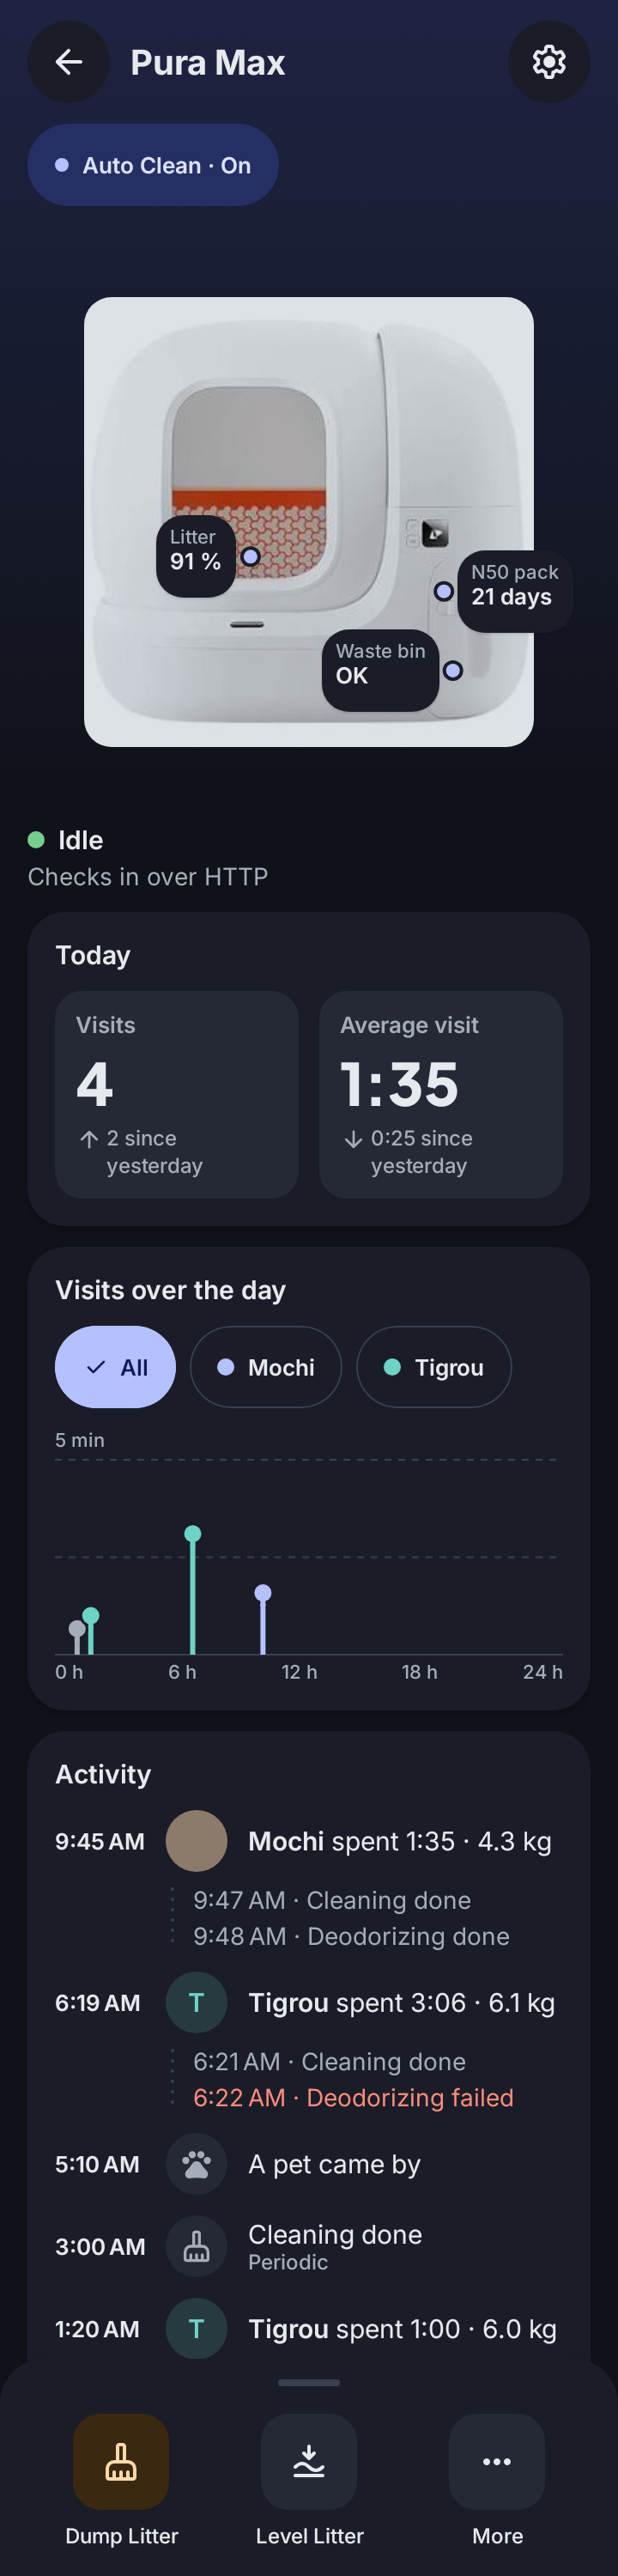 Pura Max
Auto Clean · On
Litter
91 %
N50 pack
21 days
Waste bin
OK
Idle
Checks in over HTTP
Today
Visits
4
2 since
yesterday
Average visit
1:35
0:25 since
yesterday
Visits over the day
All
Mochi
Tigrou
5 min
0 h
6 h
12 h
18 h
24 h
Activity
9:45 AM
Mochi spent 1:35 · 4.3 kg
9:47 AM · Cleaning done
9:48 AM · Deodorizing done
6:19 AM
T
Tigrou spent 3:06 · 6.1 kg
6:21 AM · Cleaning done
6:22 AM · Deodorizing failed
5:10 AM
A pet came by
3:00 AM
Cleaning done
Periodic
1:20 AM
T
Tigrou spent 1:00 · 6.0 kg
Dump Litter
Level Litter
More